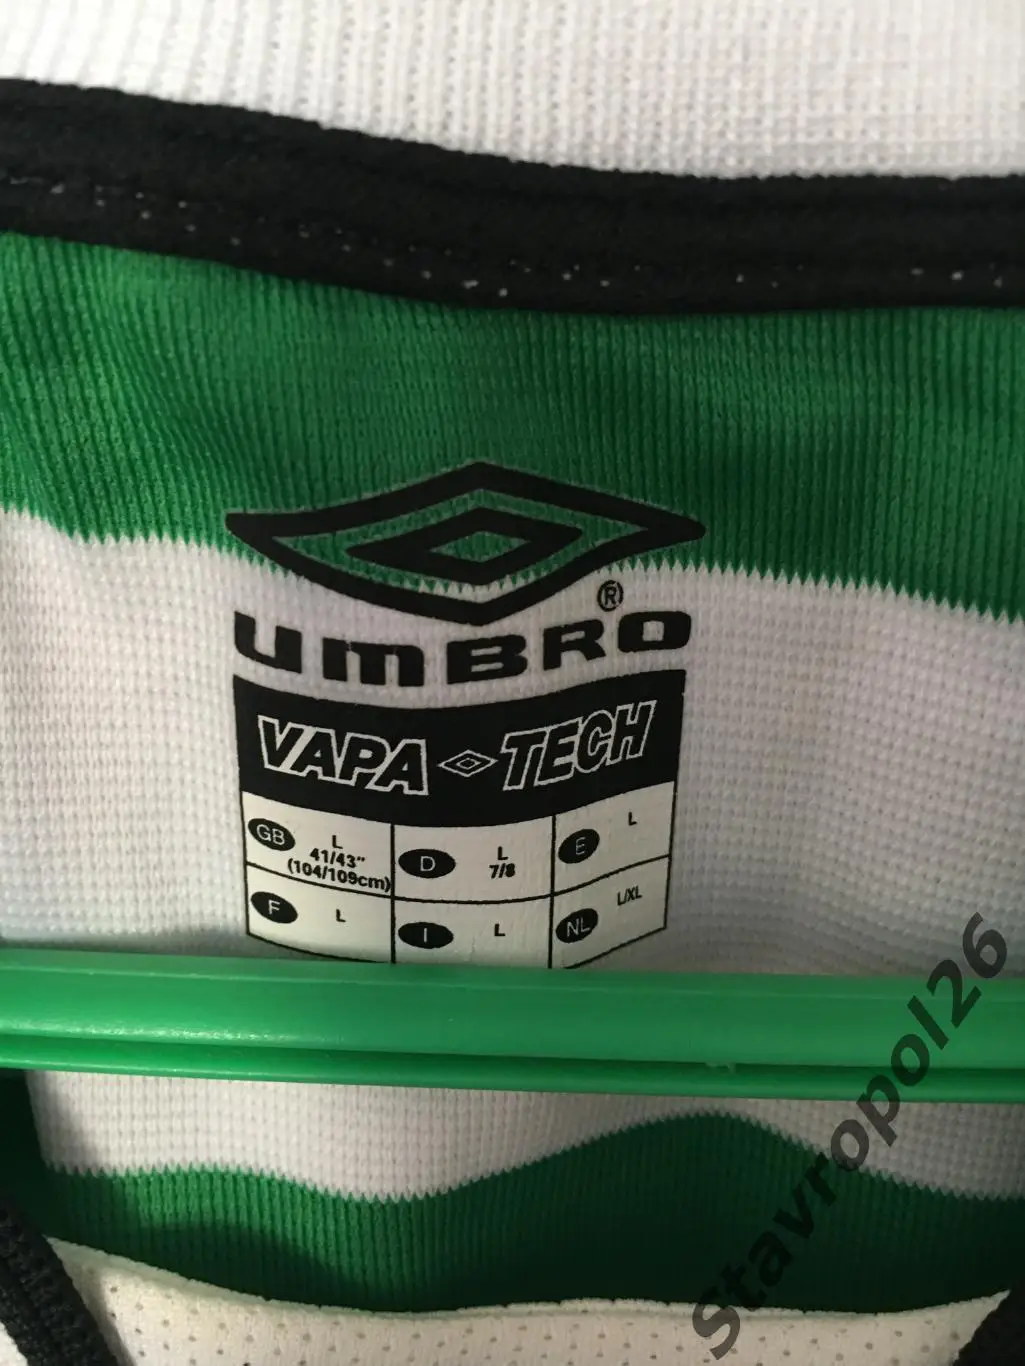 UMBRO®
VAPA TECH
GB L
41/43"
(104/109cm)
D L
7/8
E L
F L
I L
NL L/XL
Stavropol26